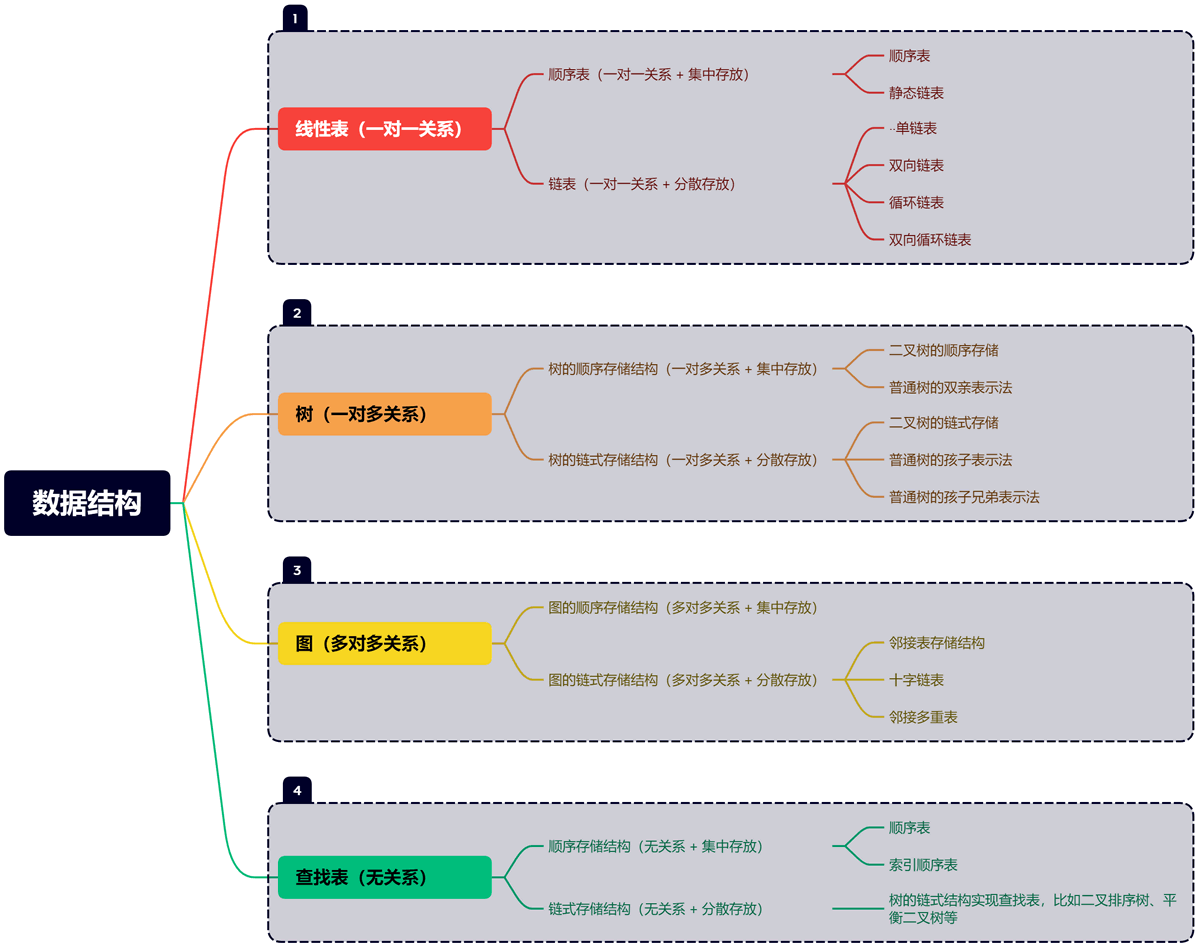 数据结构
1
线性表（一对一关系）
顺序表（一对一关系 + 集中存放）
顺序表
静态链表
链表（一对一关系 + 分散存放）
··单链表
双向链表
循环链表
双向循环链表
2
树（一对多关系）
树的顺序存储结构（一对多关系 + 集中存放）
二叉树的顺序存储
普通树的双亲表示法
树的链式存储结构（一对多关系 + 分散存放）
二叉树的链式存储
普通树的孩子表示法
普通树的孩子兄弟表示法
3
图（多对多关系）
图的顺序存储结构（多对多关系 + 集中存放）
图的链式存储结构（多对多关系 + 分散存放）
邻接表存储结构
十字链表
邻接多重表
4
查找表（无关系）
顺序存储结构（无关系 + 集中存放）
顺序表
索引顺序表
链式存储结构（无关系 + 分散存放）
树的链式结构实现查找表，比如二叉排序树、平
衡二叉树等